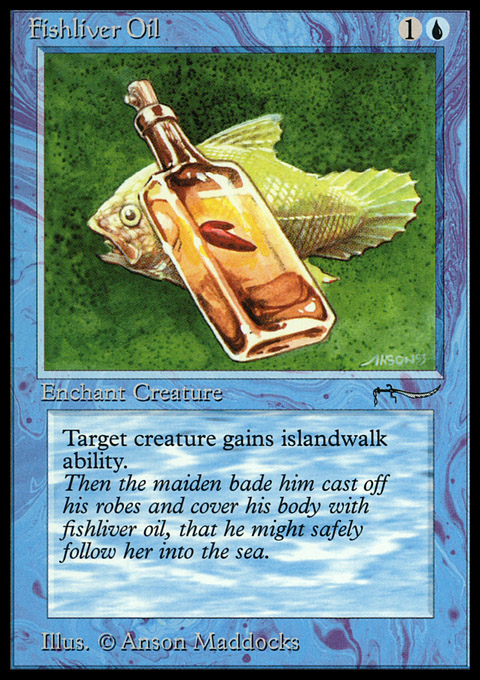 Fishliver Oil 1
ANSON93
Enchant Creature
Target creature gains islandwalk
ability.
Then the maiden bade him cast off
his robes and cover his body with
fishliver oil, that he might safely
follow her into the sea.
Illus. © Anson Maddocks